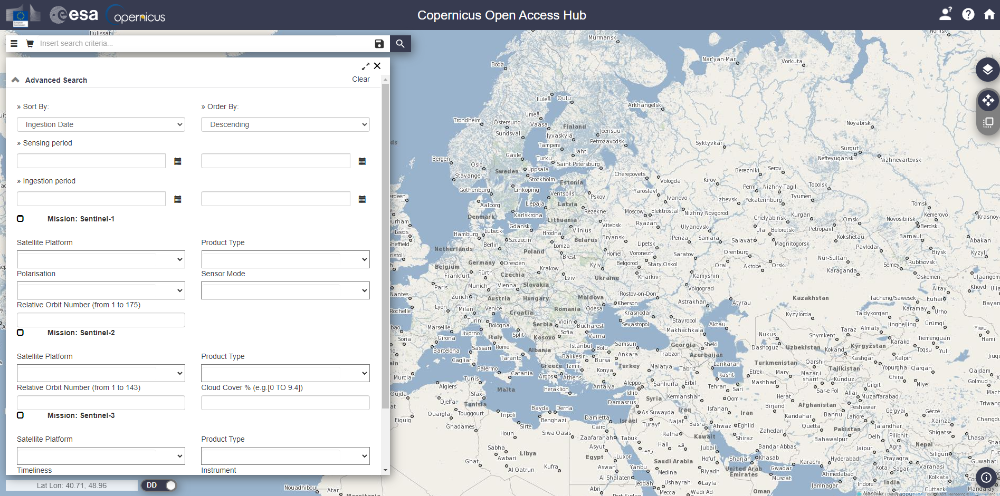 esa
opernicus
Copernicus Open Access Hub
Insert search criteria...
Advanced Search
Clear
» Sort By:
» Order By:
Ingestion Date
Descending
» Sensing period
» Ingestion period
Mission: Sentinel-1
Satellite Platform
Product Type
Polarisation
Sensor Mode
Relative Orbit Number (from 1 to 175)
Mission: Sentinel-2
Satellite Platform
Product Type
Relative Orbit Number (from 1 to 143)
Cloud Cover % (e.g.[0 TO 9.4])
Mission: Sentinel-3
Satellite Platform
Product Type
Timeliness
Instrument
Lat Lon: 40.71, 48.96
DD
Ilulissat
Murmansk
Norilsk
Bodø
Nar'yan-Mar
Vorkuta
Luleå
Oulu
Arkhangelsk
Umeå
Trondheim
Östersund
Vaasa
Finland
Joensuu
Noyabrsk
Sundsvall
Jyväskylä
Petrozavodsk
Syktyvkar
Tampere
Surgut
Bergen
Gävle
Turku
Lahti
Nefteyugansk
Nizhnevartovsk
Oslo
Saint Petersburg
Sweden
Uppsala
Stavanger
Stockholm
Cherepovets
Berezniki
Serov
Estonia
Vologda
Kirov
Gothenburg
Linköping
Ventspils
Pskov
Yaroslavl
Perm
Nizhny Tagil
Tobolsk
Aalborg
Liepaja
Latvia
Ivanovo
Izhevsk
Yekaterinburg
Tyumen
Tomsk
Rezekne
Moscow
Elektrostal
Nizhny Novgorod
Denmark
Karlskrona
Lithuania
Chelyabinsk
Kurgan
Omsk
Novosibirsk
Kemerovo
Gdansk
Vilnius
Vitebsk
Ryazan
Ulyanovsk
Ufa
Beloretsk
Petropavl
Berdsk
Hamburg
Lübeck
Hrodna
Szczecin
Belarus
Bryansk
Penza
Samara
Salavat
Magnitogorsk
Kokshetau
Barnaul
Abakan
Netherlands
Berlin
Łomża
Lipetsk
Poland
Brest
Homel
Voronezh
Saratov
Orenburg
Pavlodar
Biysk
Kyzyl
Belgium
Germany
Dresden
Kyiv
Belgorod
Stary Oskol
Oral
Aktobe
Orsk
Nur-Sultan
Semey
Rubtsovsk
Frankfurt
Fürth
Czechia
Krakow
Lviv
Ukraine
Kharkiv
Kamyshin
Karaganda
Oskemen
Ulaangom
Paris
Munich
Vienna
Slovakia
Volgograd
Altay
Khovd
Nantes
Zurich
Austria
Hungary
Moldova
Rostov-on-Don
Astrakhan
Atyrau
Kazakhstan
Tacheng/Sawesek
Fuhai
Lyon
Milan
Venice
Croatia
Romania
Odesa
Kherson
Krasnodar
Kyzylorda
Taldykorgan
Karamay
Urho
Turin
Bologna
Serbia
Vidin
Bucharest
Sevastopol
Stavropol
Aktau
Jinghe/Jing
Ürümqi
Marseille
Livorno
Split
Kosovo
Sofia
Varna
Makhachkala
Nukus
Shymkent
Taraz
Almaty
Tiemenguan
Yiwu
Girona
Italy
Albania
Istanbul
Bolu
Samsun
Georgia
Sheki
Dashoguz
Uzbekistan
Kokand
Kyrgyzstan
Karakol
Toqsu
Yuli
Hami
Barcelona
Sassari
Rome
Taranto
Balikesir
Ankara
Trabzon
Azerbaijan
Kashgar
Kalpin
Cagliari
Palermo
Catania
Greece
Izmir
Bursa
Konya
Turkey
Malatya
Tabriz
Lankaran
Turkmenistan
Qarshi
Tajikistan
Yopurgha
Qarqan
Murcia
Tunis
Argos
Athens
Rasht
Etrek
Mary
Mazar-i
sharif
Kunduz
Chira
Qaidam
Algiers
Malta
Heraklion
Antalya
Aleppo
Şanliurfa
Erbil
Tehran
Sari
Mashhad
Sar-e Pol
Gilgit
Niye
Golmud
Oujda
Sfax
Idlib
Syria
Kermanshah
Qom
Herat
Allai
Muzaffarabad
Djelfa
Tunisia
Damascus
Isfahan
Iran
Birjand
Afghanistan
Peshawar
Ge'gyai
Gêrzê
Ouargla
Touggourt
Tripoli
Bayda
Derna
As Suwayda
Iraq
Kandahar
Bannu
Lahore
Xainza
Figuig
Ghadames
Sirte
Benghazi
Damietta
Israel
Turayf
Najaf
Basra
Ahwaz
Eghlid
Quetta
Jalandhar
Houn
Siwa Oasis
Cairo
Zaafaranah
Tabuk
Rafha
Kuwait
Shiraz
Zahedan
Bahawalpur
Pakistan
Delhi
Pilibhit
Shigatse
Lhasa
Sabha
Awbari
Libya
Asyut
Egypt
Luxor
Hail
Jubail
Bandar Abbas
Jaipur
Agra
Nepal
Siliguri
Ghat
Al Qatrun
Kufra
Aswan
Yanbu
Saudi Arabia
Medina
Hofuf
Riyadh
Sharjah
Khasab
United Arab
Emirates
Gwadar
Karachi
Hyderabad
Kota
Prayagraj
Varanasi
Guwahati
Nouadhibou
Atar
Al Shalaten
Jeddah
Ushayrah
Layla
Muscat
Ahmedabad
Sagar
Kolkata
Mauritania
Abri
Mecca
Wadi Ad
Oman
Jamnagar
Indore
India
Cuttack
Mandalay
Nashik
Nagpur